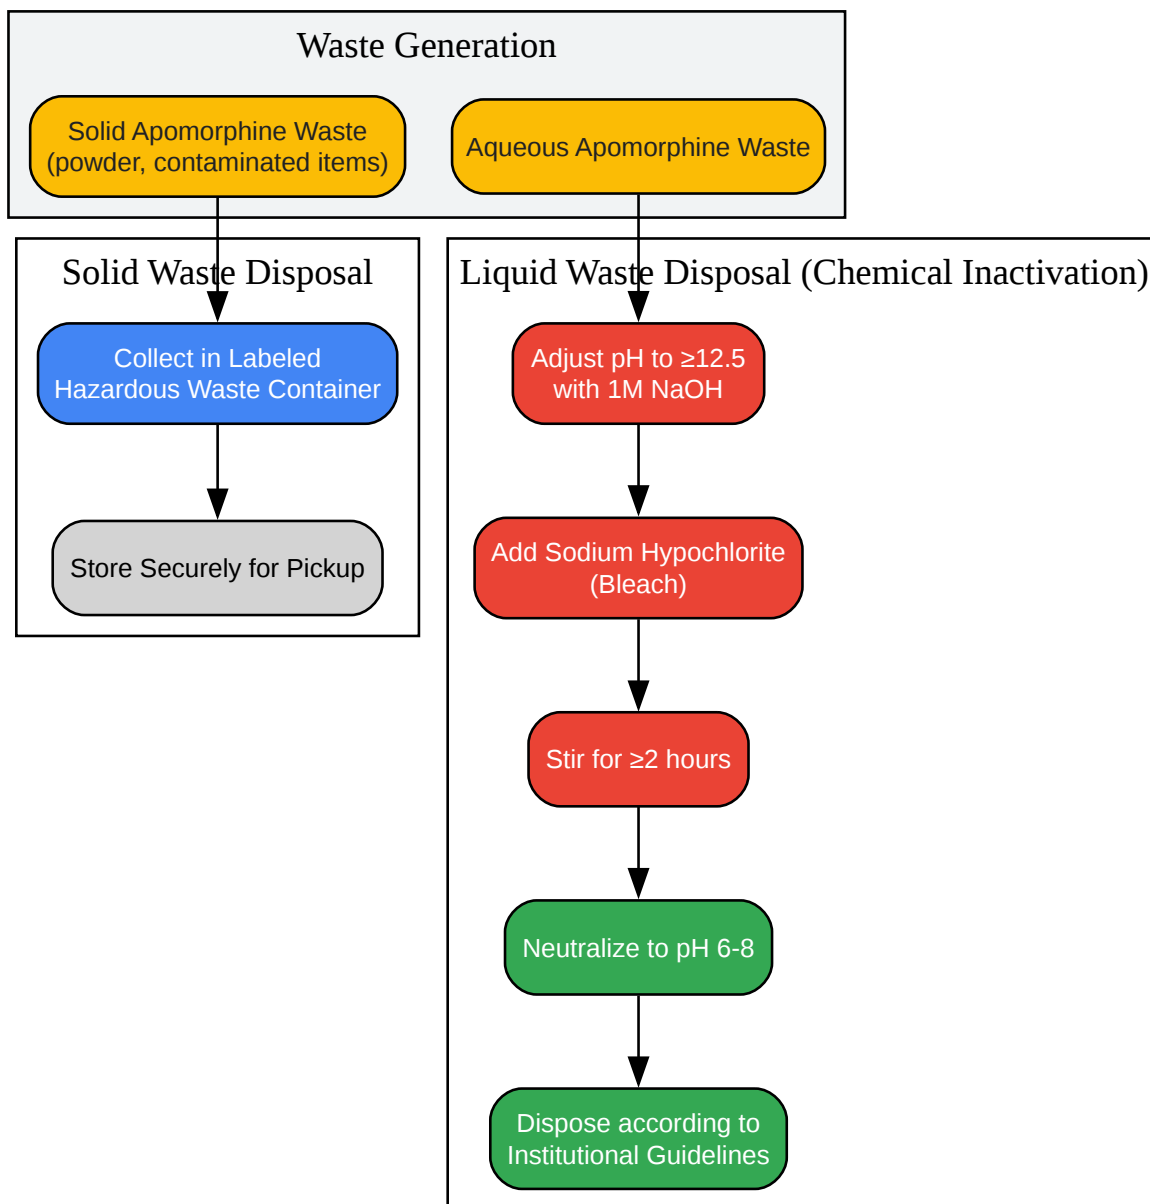 Waste Generation
Solid Apomorphine Waste
(powder, contaminated items)
Aqueous Apomorphine Waste
Solid Waste Disposal
Collect in Labeled
Hazardous Waste Container
Store Securely for Pickup
Liquid Waste Disposal (Chemical Inactivation)
Adjust pH to ≥12.5
with 1M NaOH
Add Sodium Hypochlorite
(Bleach)
Stir for ≥2 hours
Neutralize to pH 6-8
Dispose according to
Institutional Guidelines